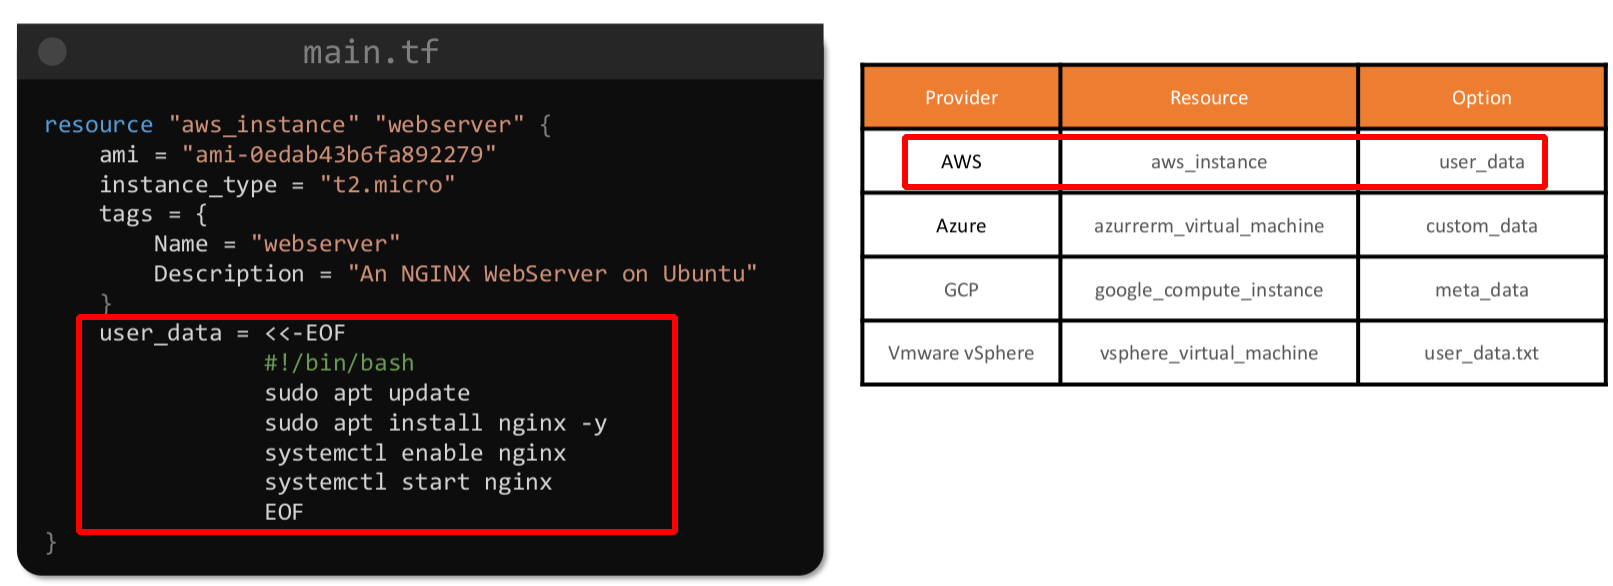 main.tf
resource "aws_instance" "webserver" {
    ami = "ami-0edab43b6fa892279"
    instance_type = "t2.micro"
    tags = {
        Name = "webserver"
        Description = "An NGINX WebServer on Ubuntu"
    }
    user_data = <<-EOF
                #!/bin/bash
                sudo apt update
                sudo apt install nginx -y
                systemctl enable nginx
                systemctl start nginx
                EOF
}
Provider Resource Option
AWS aws_instance user_data
Azure azurrerm_virtual_machine custom_data
GCP google_compute_instance meta_data
Vmware vSphere vsphere_virtual_machine user_data.txt